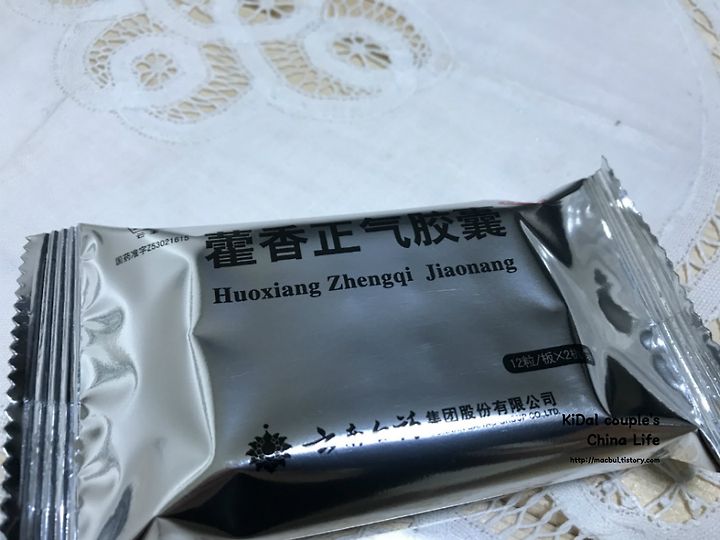 国药准字Z53021615
藿香正气胶囊
Huoxiang Zhengqi Jiaonang
12粒/板×2板
集团股份有限公司
KiDal couple's
China Life
http://macbul.tistory.com